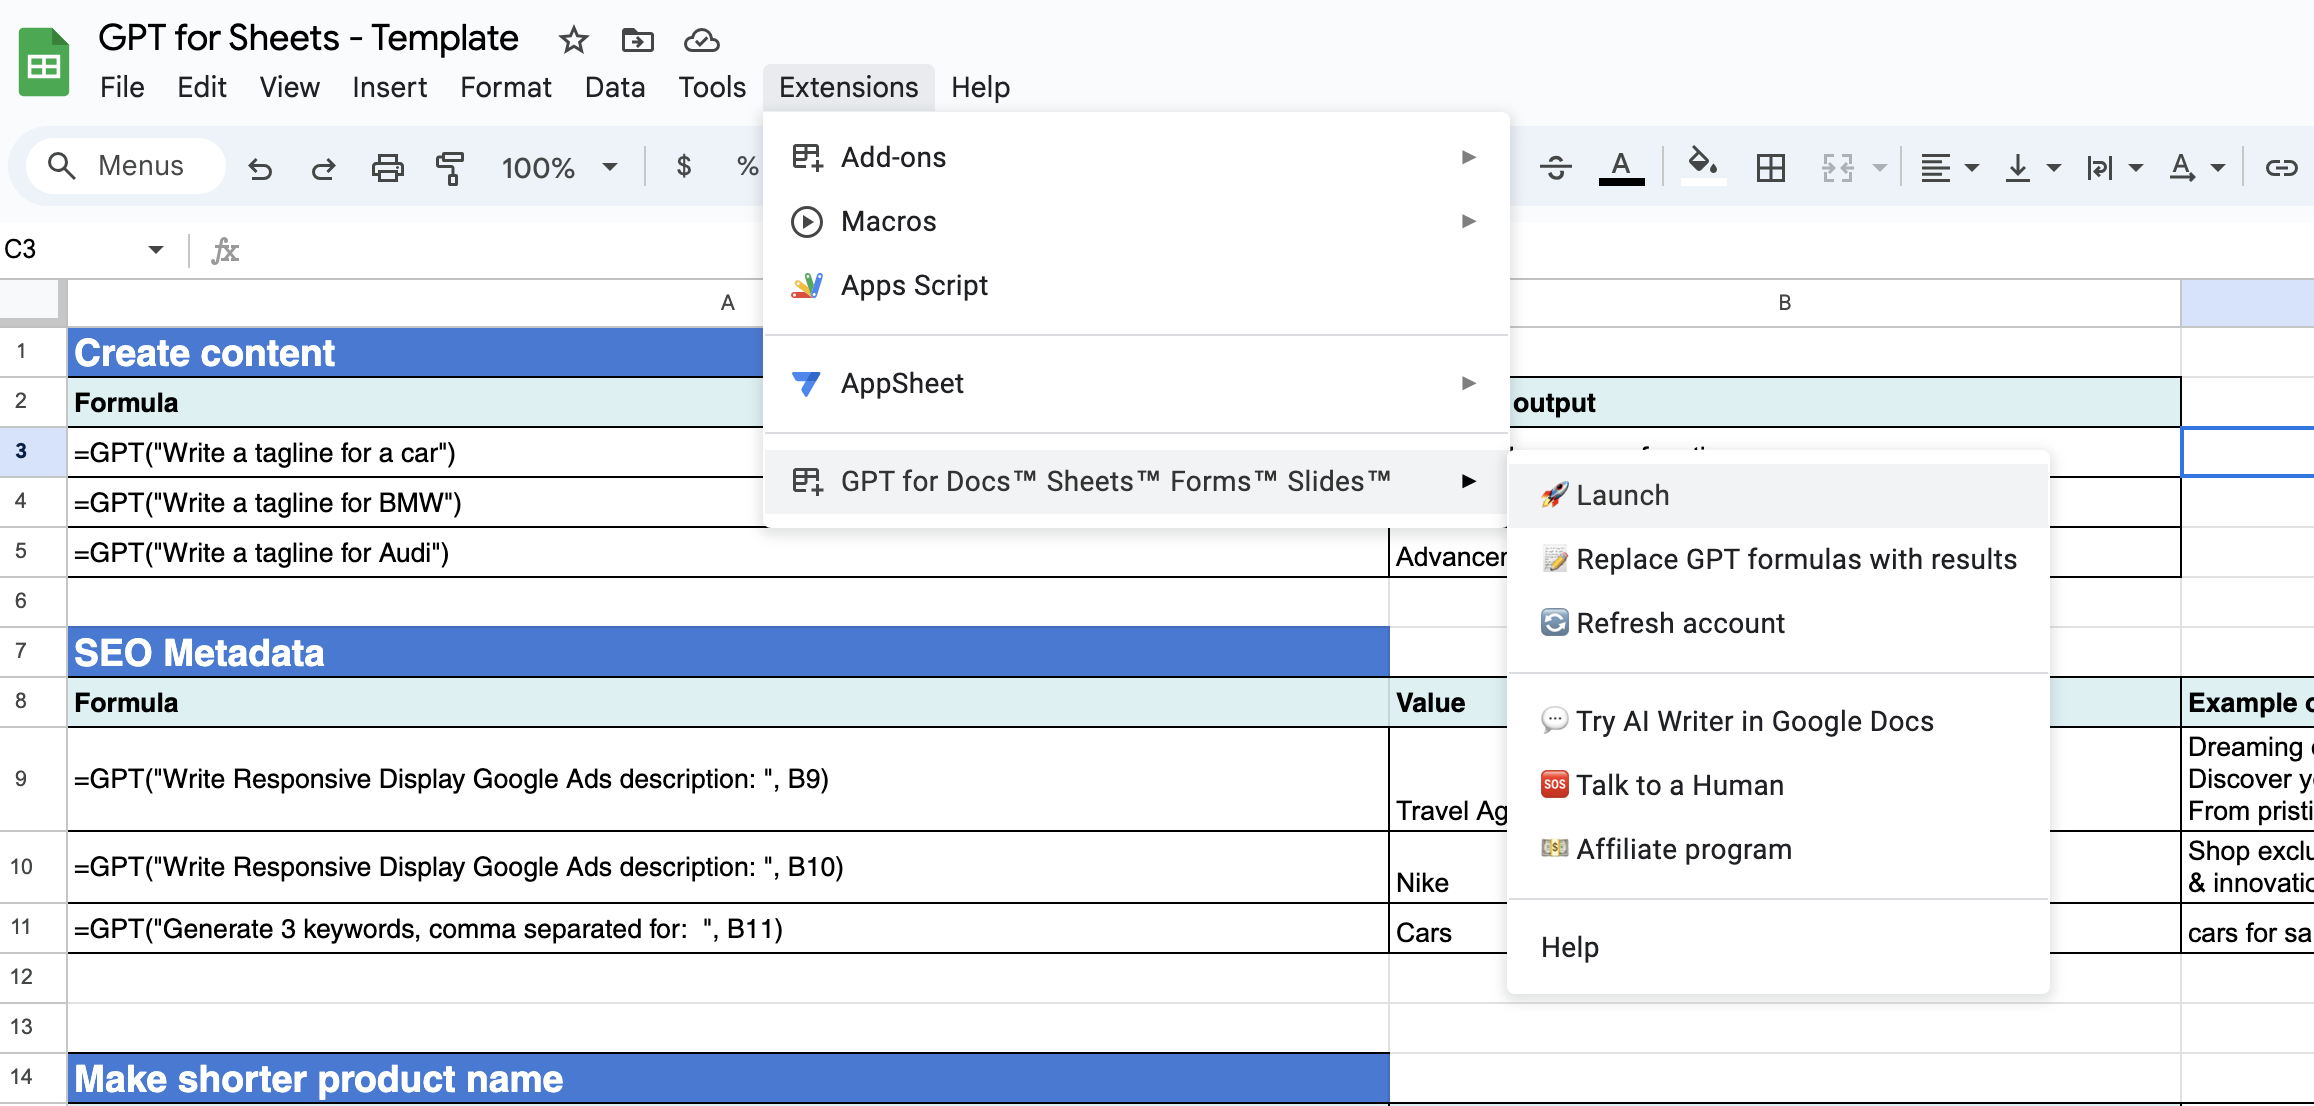 GPT for Sheets - Template
File Edit View Insert Format Data Tools Extensions Help
Menus 100% $ %
C3 fx
Add-ons
Macros
Apps Script
AppSheet
GPT for Docs™ Sheets™ Forms™ Slides™
🚀 Launch
📝 Replace GPT formulas with results
🔄 Refresh account
💬 Try AI Writer in Google Docs
🆘 Talk to a Human
💵 Affiliate program
Help
A B
1 Create content
2 Formula output
3 =GPT("Write a tagline for a car")
4 =GPT("Write a tagline for BMW")
5 =GPT("Write a tagline for Audi")
6
7 SEO Metadata
8 Formula Value Example
9 =GPT("Write Responsive Display Google Ads description: ", B9) Travel Dreaming
Discover
From
10 =GPT("Write Responsive Display Google Ads description: ", B10) Nike Shop
&
11 =GPT("Generate 3 keywords, comma separated for:  ", B11) Cars cars for
12
13
14 Make shorter product name